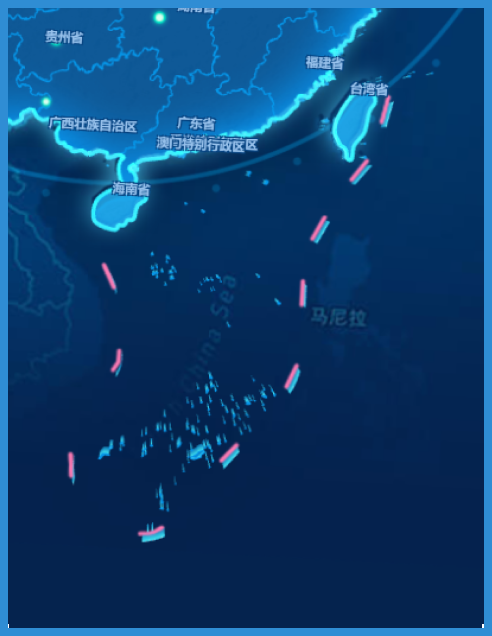 湖南省
贵州省
福建省
台湾省
广西壮族自治区
广东省
澳门特别行政区区
海南省
马尼拉
China Sea